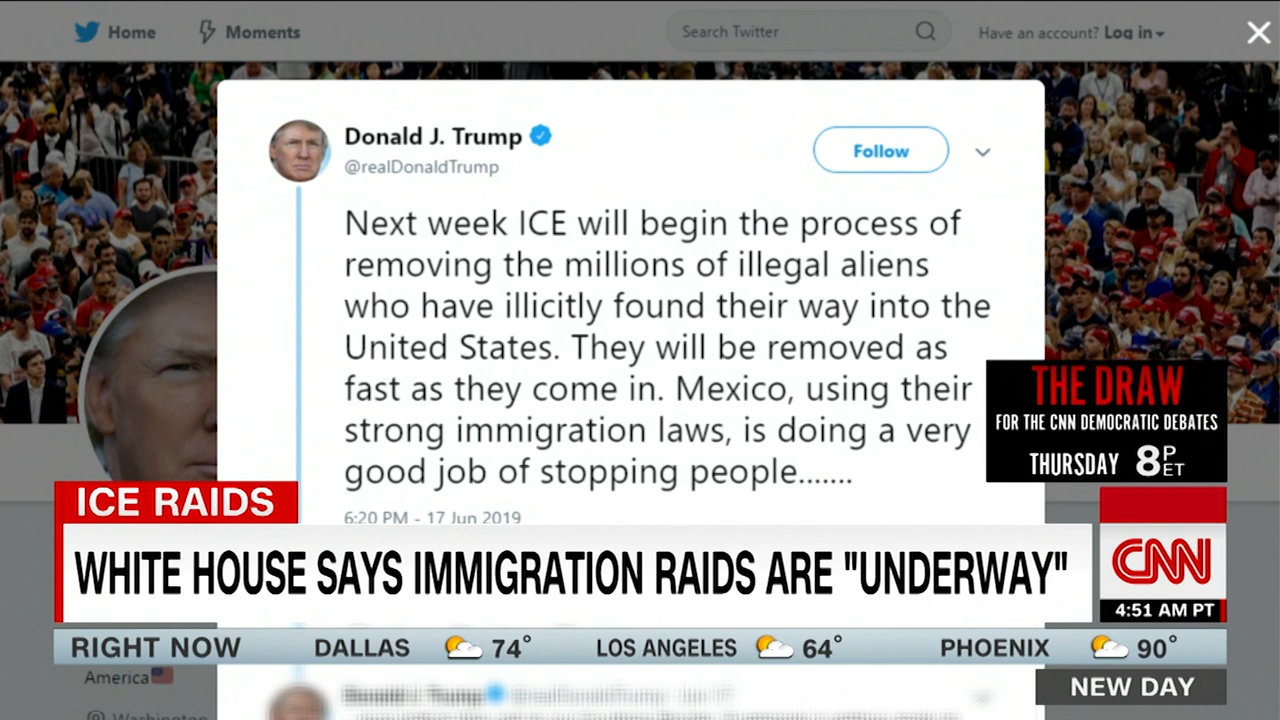 Home
Moments
Search Twitter
Have an account? Log in
Donald J. Trump
@realDonaldTrump
Follow
Next week ICE will begin the process of
removing the millions of illegal aliens
who have illicitly found their way into the
United States. They will be removed as
fast as they come in. Mexico, using their
strong immigration laws, is doing a very
good job of stopping people.......
6:20 PM - 17 Jun 2019
THE DRAW
FOR THE CNN DEMOCRATIC DEBATES
THURSDAY 8 P ET
ICE RAIDS
WHITE HOUSE SAYS IMMIGRATION RAIDS ARE "UNDERWAY"
CNN
4:51 AM PT
RIGHT NOW DALLAS 74° LOS ANGELES 64° PHOENIX 90°
America
Washington
Donald J. Trump
NEW DAY